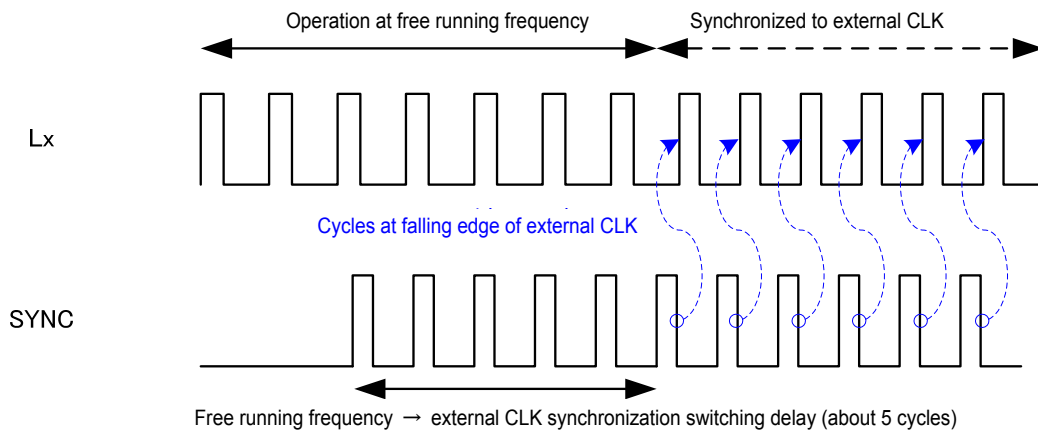 Operation at free running frequency
Synchronized to external CLK
Lx
Cycles at falling edge of external CLK
SYNC
Free running frequency → external CLK synchronization switching delay (about 5 cycles)